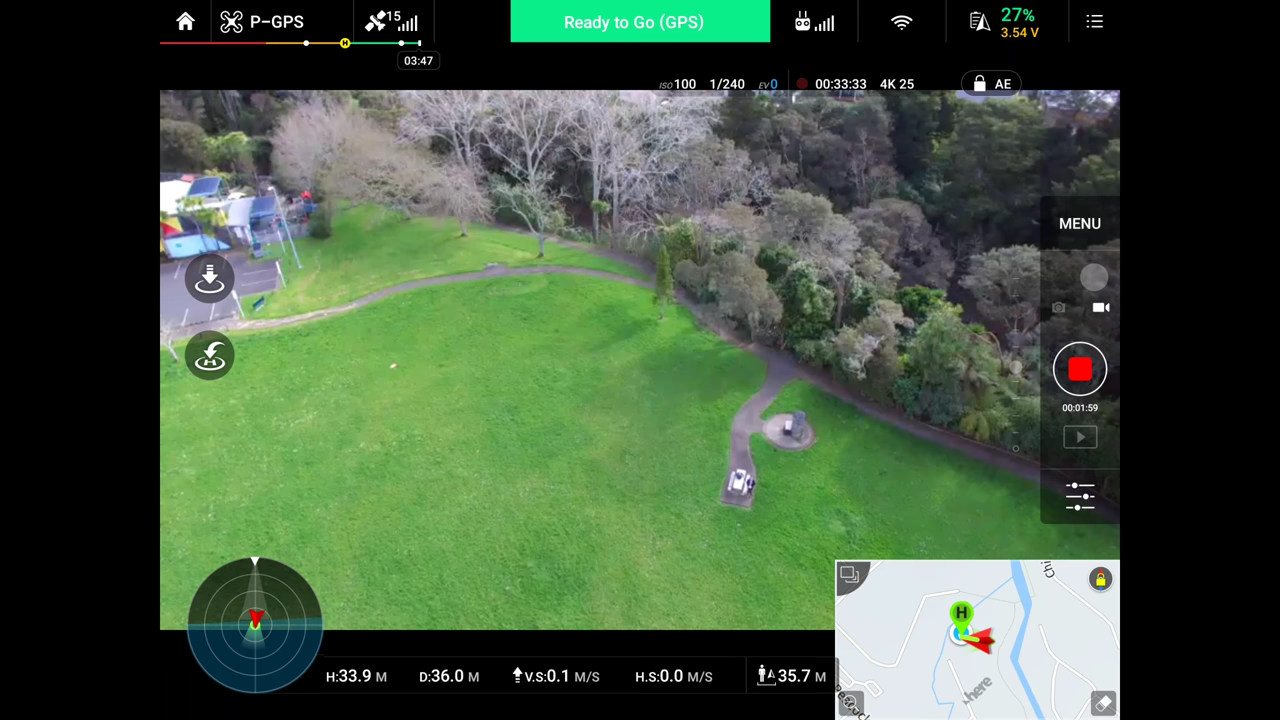 P-GPS
15
Ready to Go (GPS)
27%
3.54 V
H
03:47
ISO100 1/240 EV0 00:33:33 4K 25 AE
MENU
00:01:59
H
H:33.9 M D:36.0 M V.S:0.1 M/S H.S:0.0 M/S 35.7 M
H
here